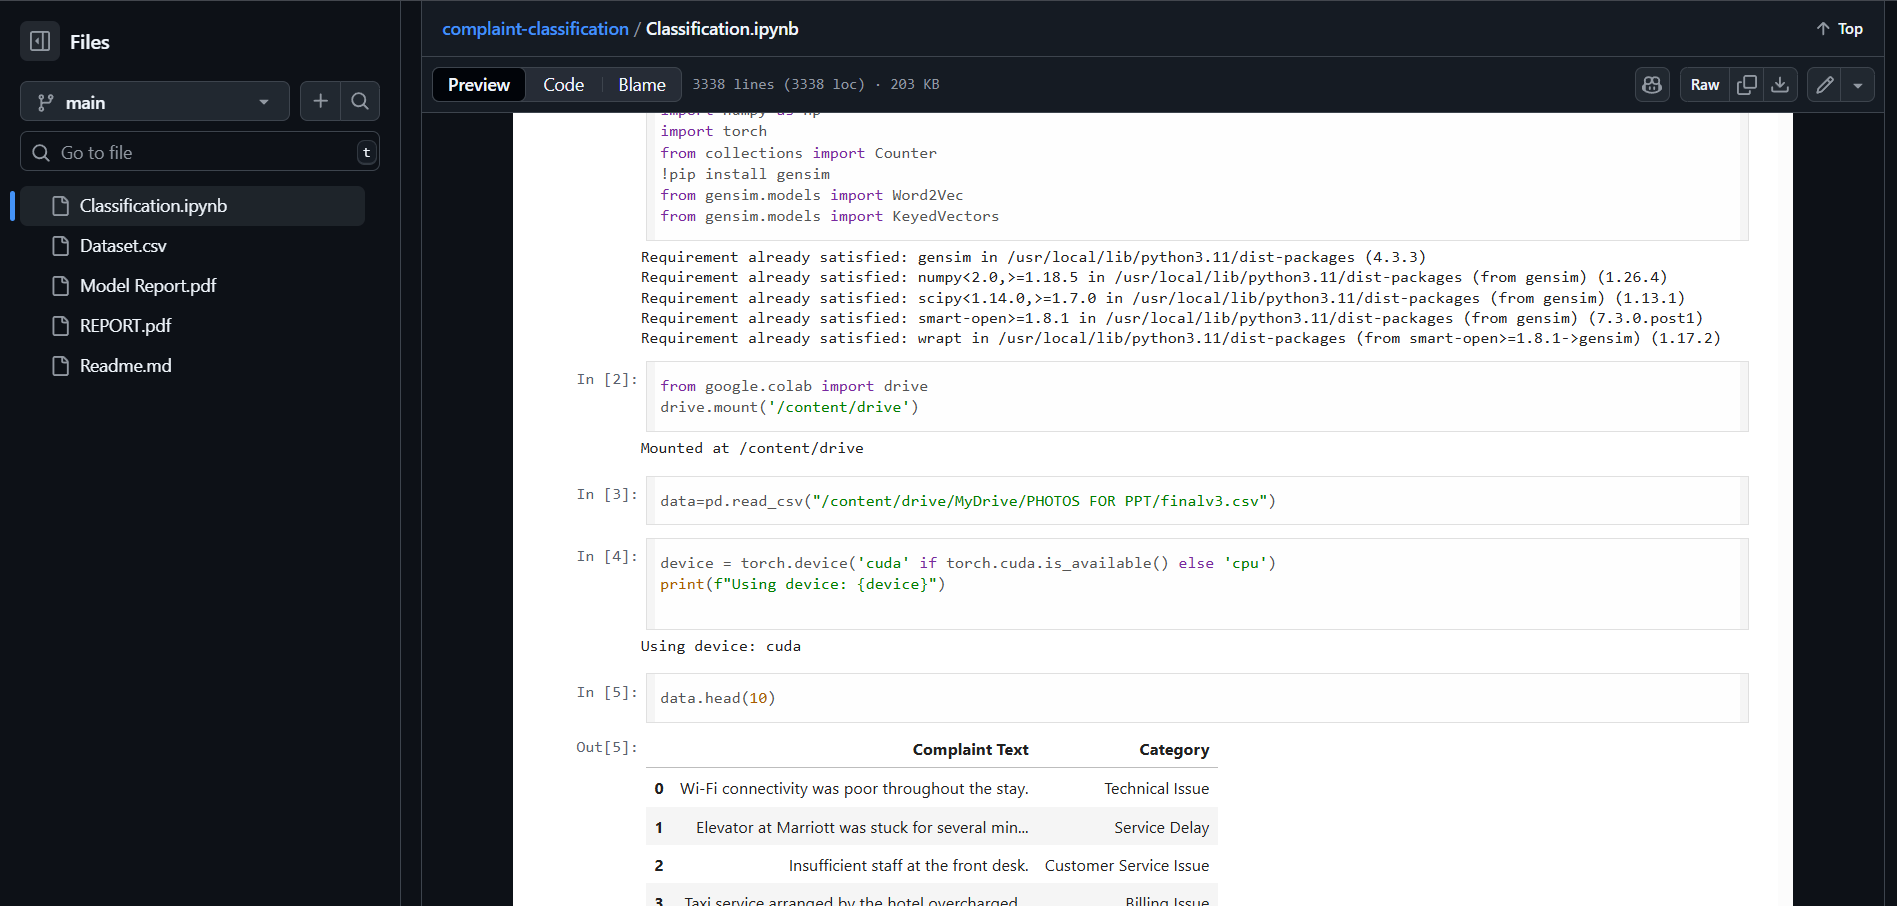 Files
main
Go to file
t
Classification.ipynb
Dataset.csv
Model Report.pdf
REPORT.pdf
Readme.md
complaint-classification / Classification.ipynb
Top
Preview Code Blame 3338 lines (3338 loc) · 203 KB
Raw
import numpy as np
import torch
from collections import Counter
!pip install gensim
from gensim.models import Word2Vec
from gensim.models import KeyedVectors
Requirement already satisfied: gensim in /usr/local/lib/python3.11/dist-packages (4.3.3)
Requirement already satisfied: numpy<2.0,>=1.18.5 in /usr/local/lib/python3.11/dist-packages (from gensim) (1.26.4)
Requirement already satisfied: scipy<1.14.0,>=1.7.0 in /usr/local/lib/python3.11/dist-packages (from gensim) (1.13.1)
Requirement already satisfied: smart-open>=1.8.1 in /usr/local/lib/python3.11/dist-packages (from gensim) (7.3.0.post1)
Requirement already satisfied: wrapt in /usr/local/lib/python3.11/dist-packages (from smart-open>=1.8.1->gensim) (1.17.2)
In [2]:
from google.colab import drive
drive.mount('/content/drive')
Mounted at /content/drive
In [3]:
data=pd.read_csv("/content/drive/MyDrive/PHOTOS FOR PPT/finalv3.csv")
In [4]:
device = torch.device('cuda' if torch.cuda.is_available() else 'cpu')
print(f"Using device: {device}")
Using device: cuda
In [5]:
data.head(10)
Out[5]:
Complaint Text Category
0 Wi-Fi connectivity was poor throughout the stay. Technical Issue
1 Elevator at Marriott was stuck for several min... Service Delay
2 Insufficient staff at the front desk. Customer Service Issue
3 Taxi service arranged by the hotel overcharged. Billing Issue